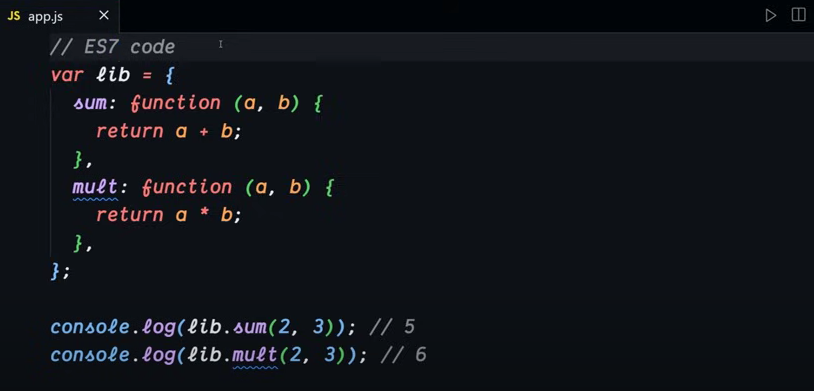 JS app.js
// ES7 code
var lib = {
  sum: function (a, b) {
    return a + b;
  },
  mult: function (a, b) {
    return a * b;
  },
};
console.log(lib.sum(2, 3)); // 5
console.log(lib.mult(2, 3)); // 6